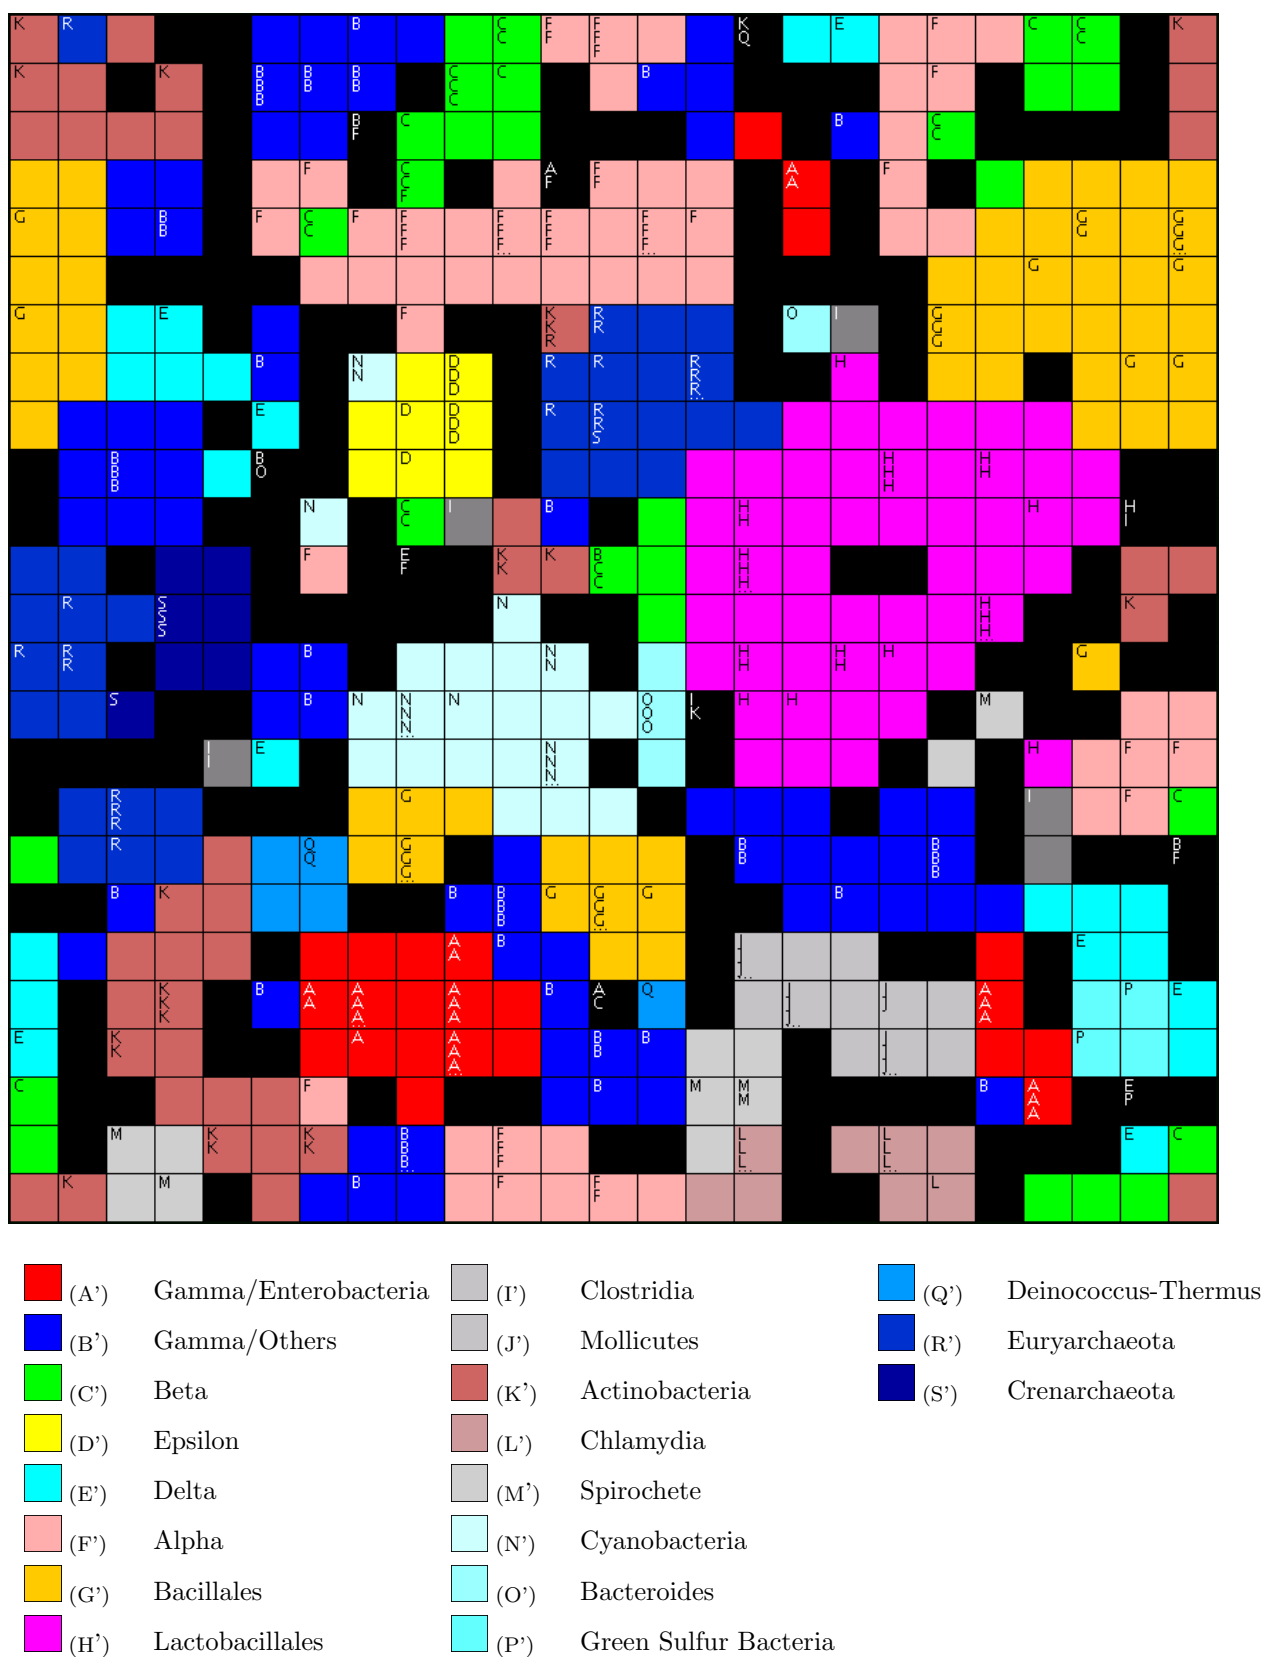 K R B C F F K E F C C K
C F F Q C
F
K K B B B C C B F
B B B C
B C
B C B C
F C
F C A F A F
C F F A
F
G B F C F F F F F F G G
B C F F F F G G
F F F F G
... ... ...
G G
G E F K R O I G
K R G
R G
B N D R R R H G G
N D R
D R
...
E D D R R
D R
D S
B B D H H
B O H H
B H
N C I B H H H
C H I
F E K K B H
F K C H
C H
...
R S N H K
S H
S H
...
R R B N H H H G
R N H H
S B N N N O I H H M
N O K
N O
...
I E N H F F
I N
N
...
R G I F C
R
R
R Q G B B B
Q G B B F
G B
...
B K B B G G G B
B G
B G
...
A B J E
A J
J
...
K B A A A B A Q J J A P E
K A A A C J J A
K A A J A
... ...
E K A A B B J P
K A B J
A J
... ...
C F B M M B A E
M A P
A
M K K B F L L E C
K K B F L L
B F L L
... ... ...
K M B F F L
F
(A') Gamma/Enterobacteria (I') Clostridia (Q') Deinococcus-Thermus
(B') Gamma/Others (J') Mollicutes (R') Euryarchaeota
(C') Beta (K') Actinobacteria (S') Crenarchaeota
(D') Epsilon (L') Chlamydia
(E') Delta (M') Spirochete
(F') Alpha (N') Cyanobacteria
(G') Bacillales (O') Bacteroides
(H') Lactobacillales (P') Green Sulfur Bacteria